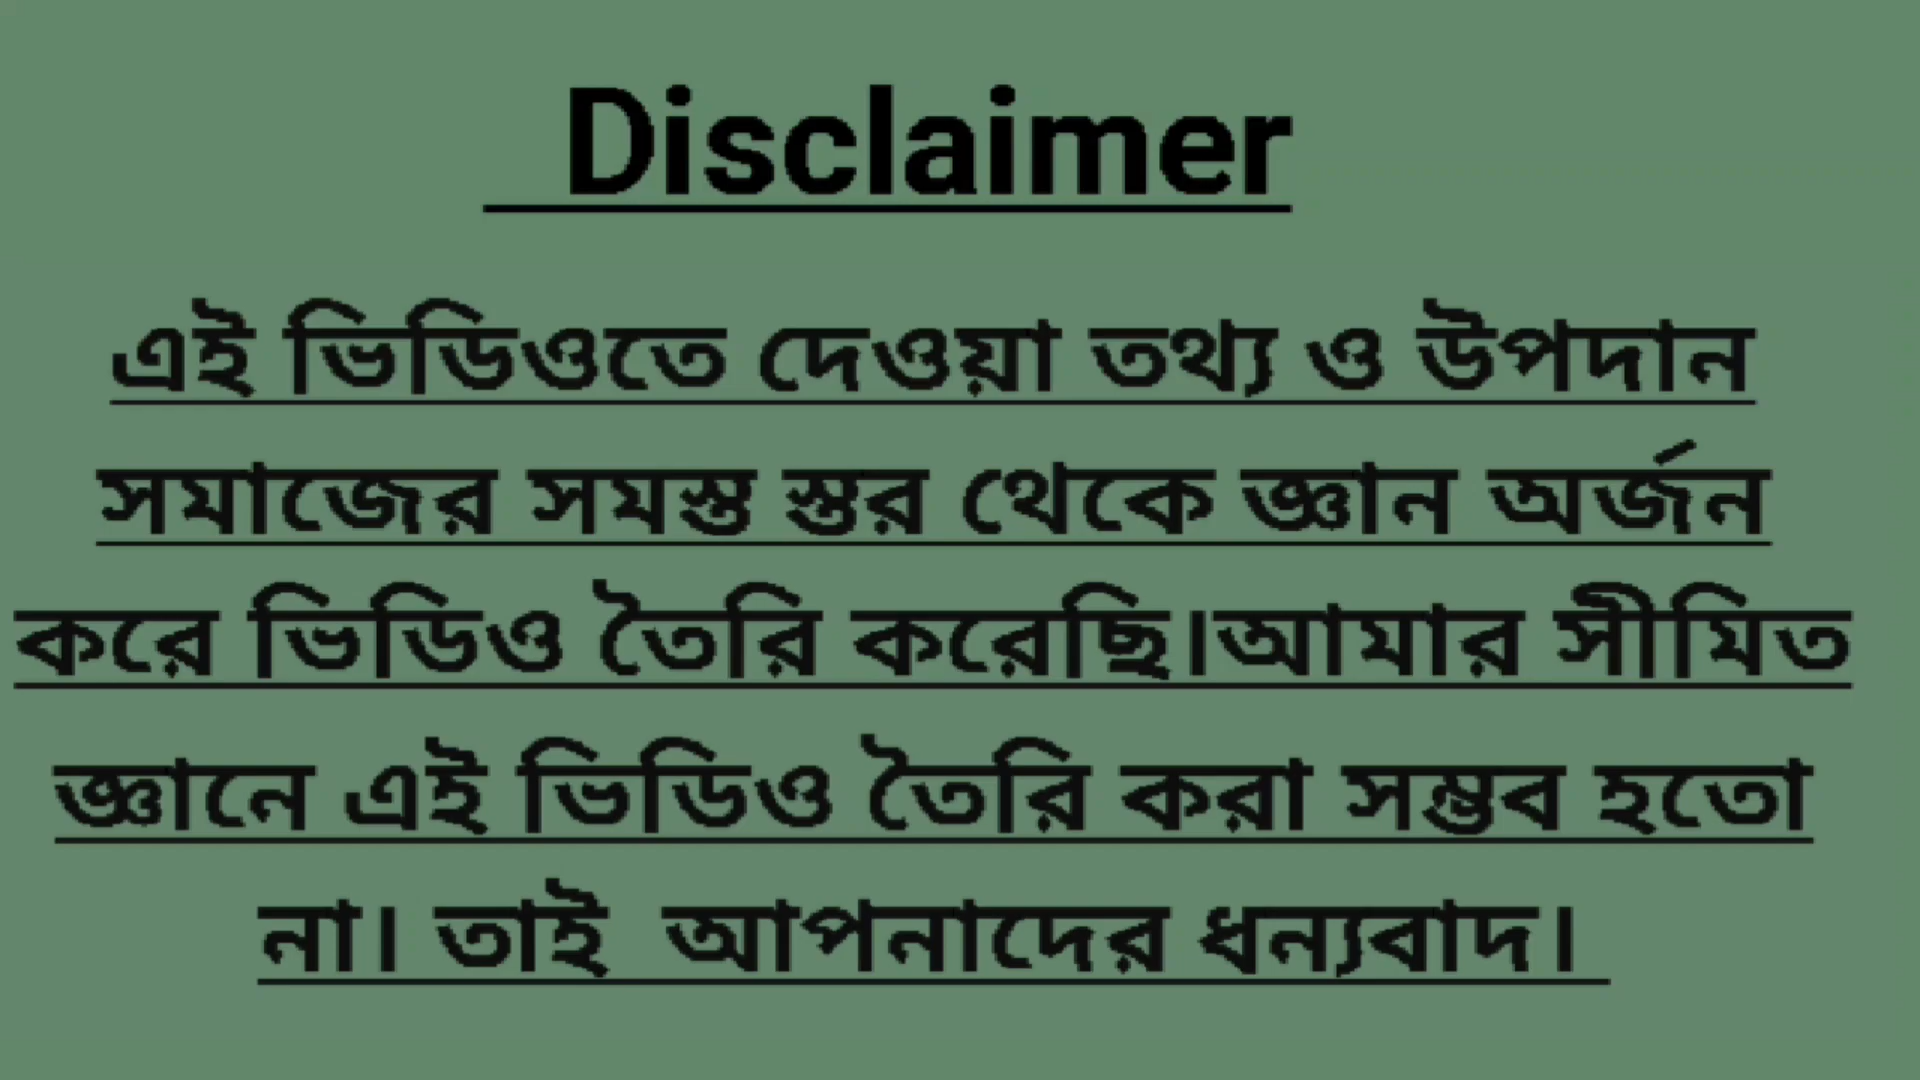 Disclaimer
এই ভিডিওতে দেওয়া তথ্য ও উপদান
সমাজের সমস্ত স্তর থেকে জ্ঞান অর্জন
করে ভিডিও তৈরি করেছি।আমার সীমিত
জ্ঞানে এই ভিডিও তৈরি করা সম্ভব হতো
না। তাই আপনাদের ধন্যবাদ।